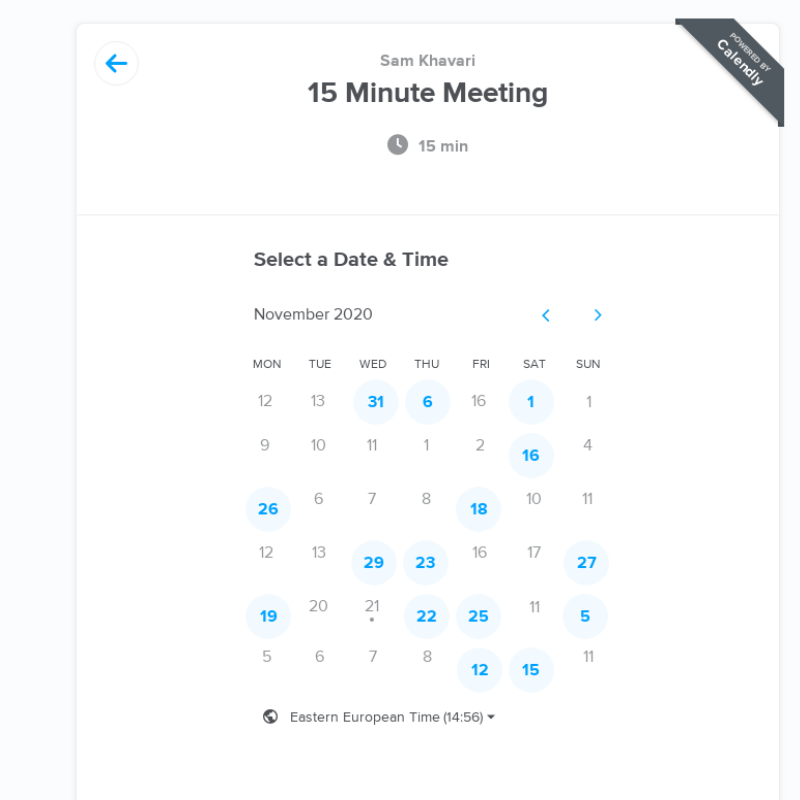 POWERED BY
Calendly
Sam Khavari
15 Minute Meeting
15 min
Select a Date & Time
November 2020
MON TUE WED THU FRI SAT SUN
12 13 31 6 16 1 1
9 10 11 1 2 16 4
26 6 7 8 18 10 11
12 13 29 23 16 17 27
19 20 21 22 25 11 5
5 6 7 8 12 15 11
Eastern European Time (14:56)